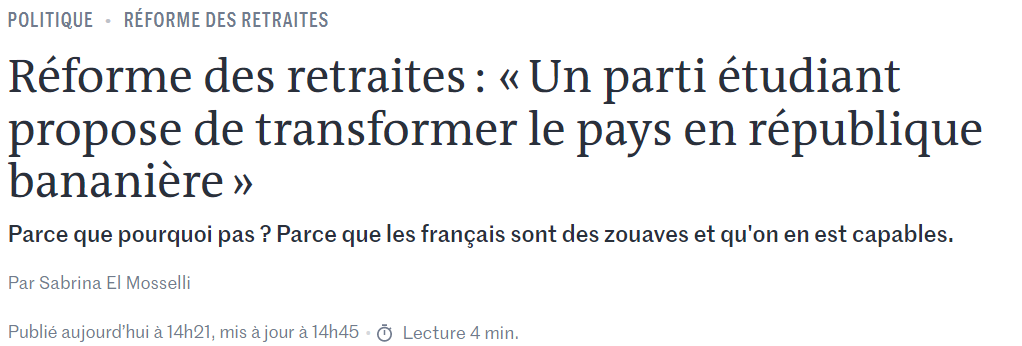 POLITIQUE • RÉFORME DES RETRAITES
Réforme des retraites : « Un parti étudiant
propose de transformer le pays en république
bananière »
Parce que pourquoi pas ? Parce que les français sont des zouaves et qu'on en est capables.
Par Sabrina El Mosselli
Publié aujourd’hui à 14h21, mis à jour à 14h45 • Lecture 4 min.